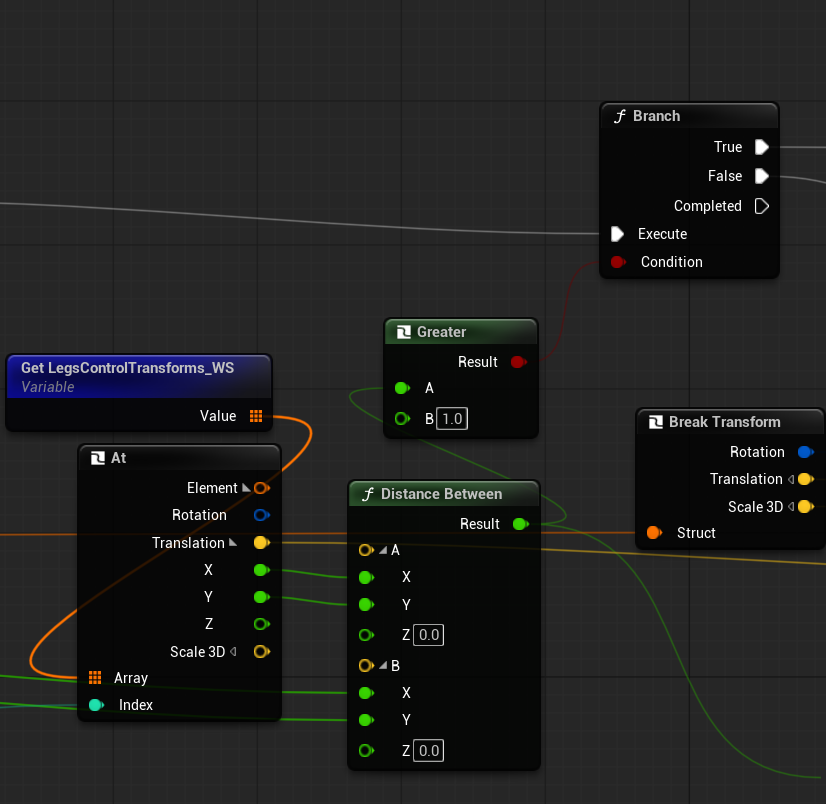 Branch
True
False
Completed
Execute
Condition
Greater
Result
A
B 1.0
Get LegsControlTransforms_WS
Variable
Value
At
Element
Rotation
Translation
X
Y
Z
Scale 3D
Array
Index
Distance Between
Result
A
X
Y
Z 0.0
B
X
Y
Z 0.0
Break Transform
Rotation
Translation
Scale 3D
Struct